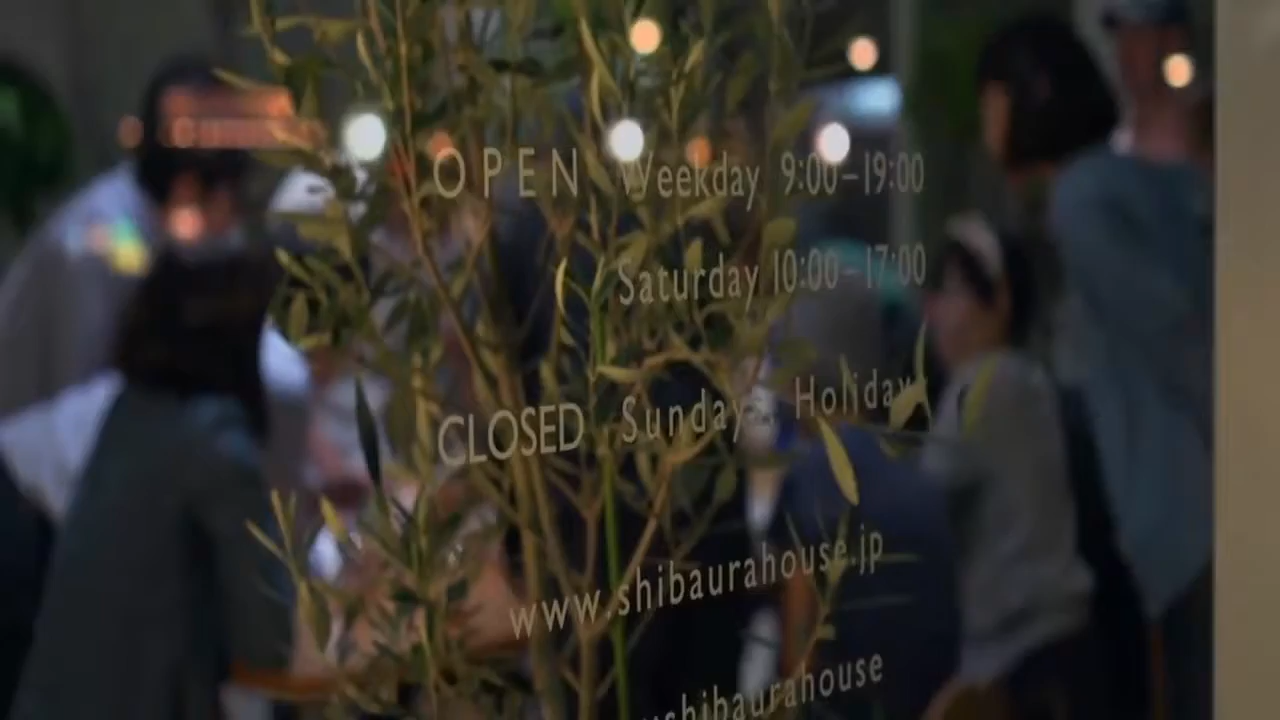 OPEN Weekday 9:00-19:00
Saturday 10:00-17:00
CLOSED Sunday & Holiday
www.shibaurahouse.jp
shibaurahouse